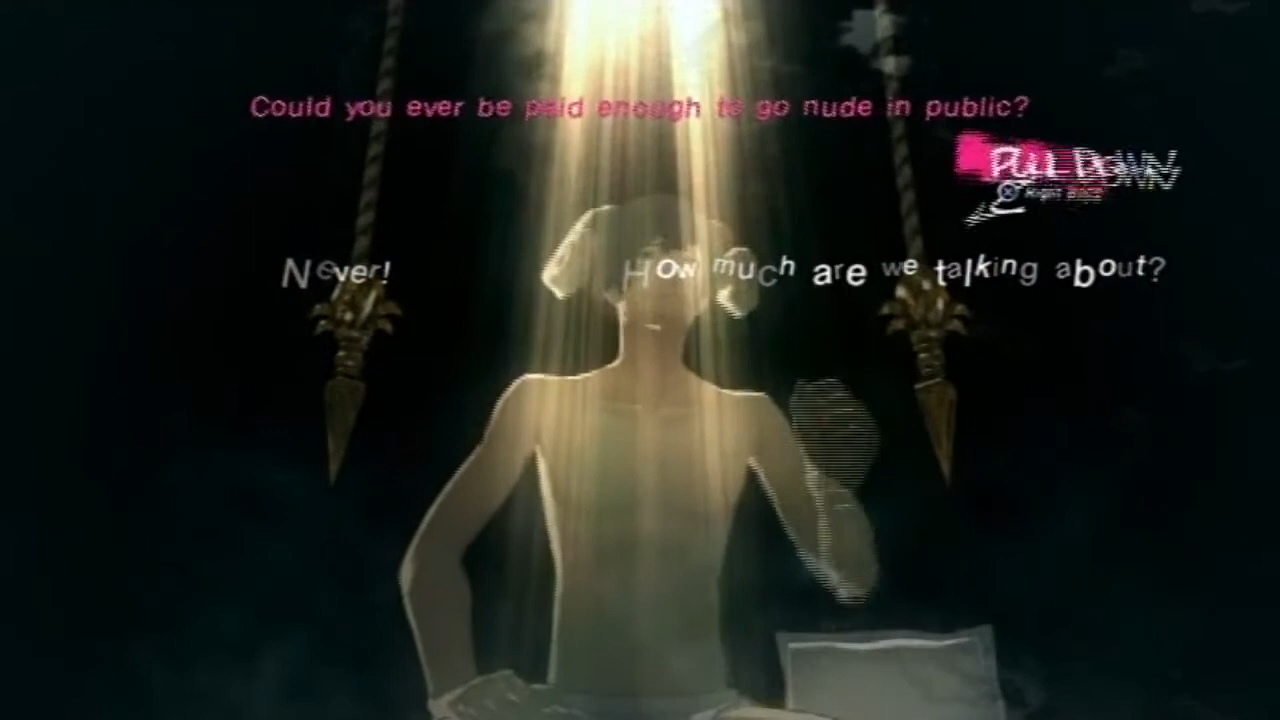 Could you ever be paid enough to go nude in public?
PULL DOWN
Never!
How much are we talking about?